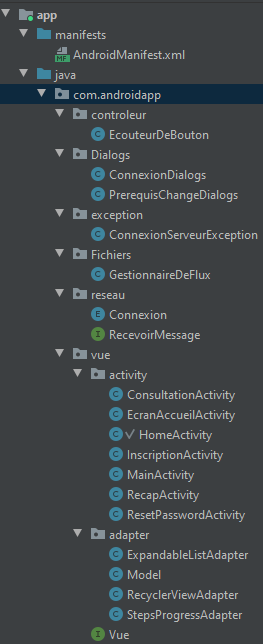 app
manifests
MF
AndroidManifest.xml
java
com.androidapp
controleur
C EcouteurDeBouton
Dialogs
C ConnexionDialogs
C PrerequisChangeDialogs
exception
C ConnexionServeurException
Fichiers
C GestionnaireDeFlux
reseau
E Connexion
I RecevoirMessage
vue
activity
C ConsultationActivity
C EcranAccueilActivity
C HomeActivity
C InscriptionActivity
C MainActivity
C RecapActivity
C ResetPasswordActivity
adapter
C ExpandableListAdapter
C Model
C RecyclerViewAdapter
C StepsProgressAdapter
I Vue